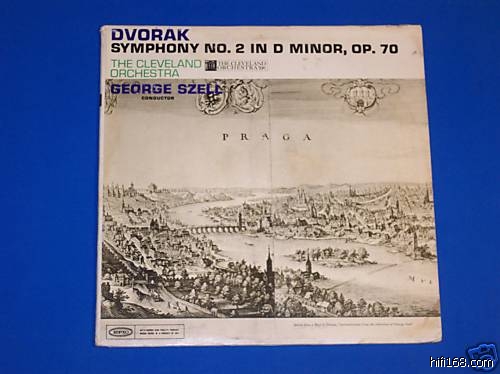 DVORAK
SYMPHONY NO. 2 IN D MINOR, OP. 70
THE CLEVELAND
ORCHESTRA
THE CLEVELAND
ORCHESTRA
GEORGE SZELL
CONDUCTOR
PRAGA
EPIC
hifi168.com